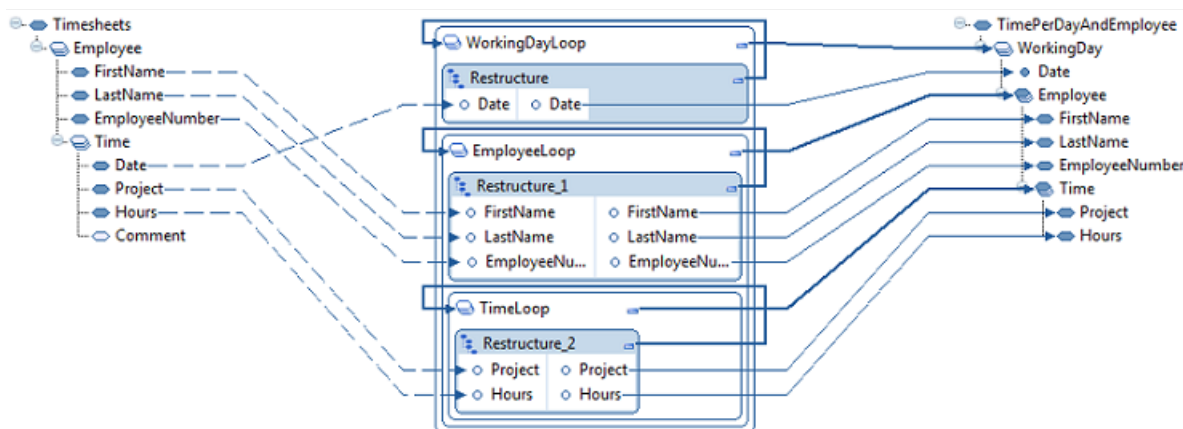 Timesheets
Employee
FirstName
LastName
EmployeeNumber
Time
Date
Project
Hours
Comment
WorkingDayLoop
Restructure
Date Date
EmployeeLoop
Restructure_1
FirstName FirstName
LastName LastName
EmployeeNu... EmployeeNu...
TimeLoop
Restructure_2
Project Project
Hours Hours
TimePerDayAndEmployee
WorkingDay
Date
Employee
FirstName
LastName
EmployeeNumber
Time
Project
Hours